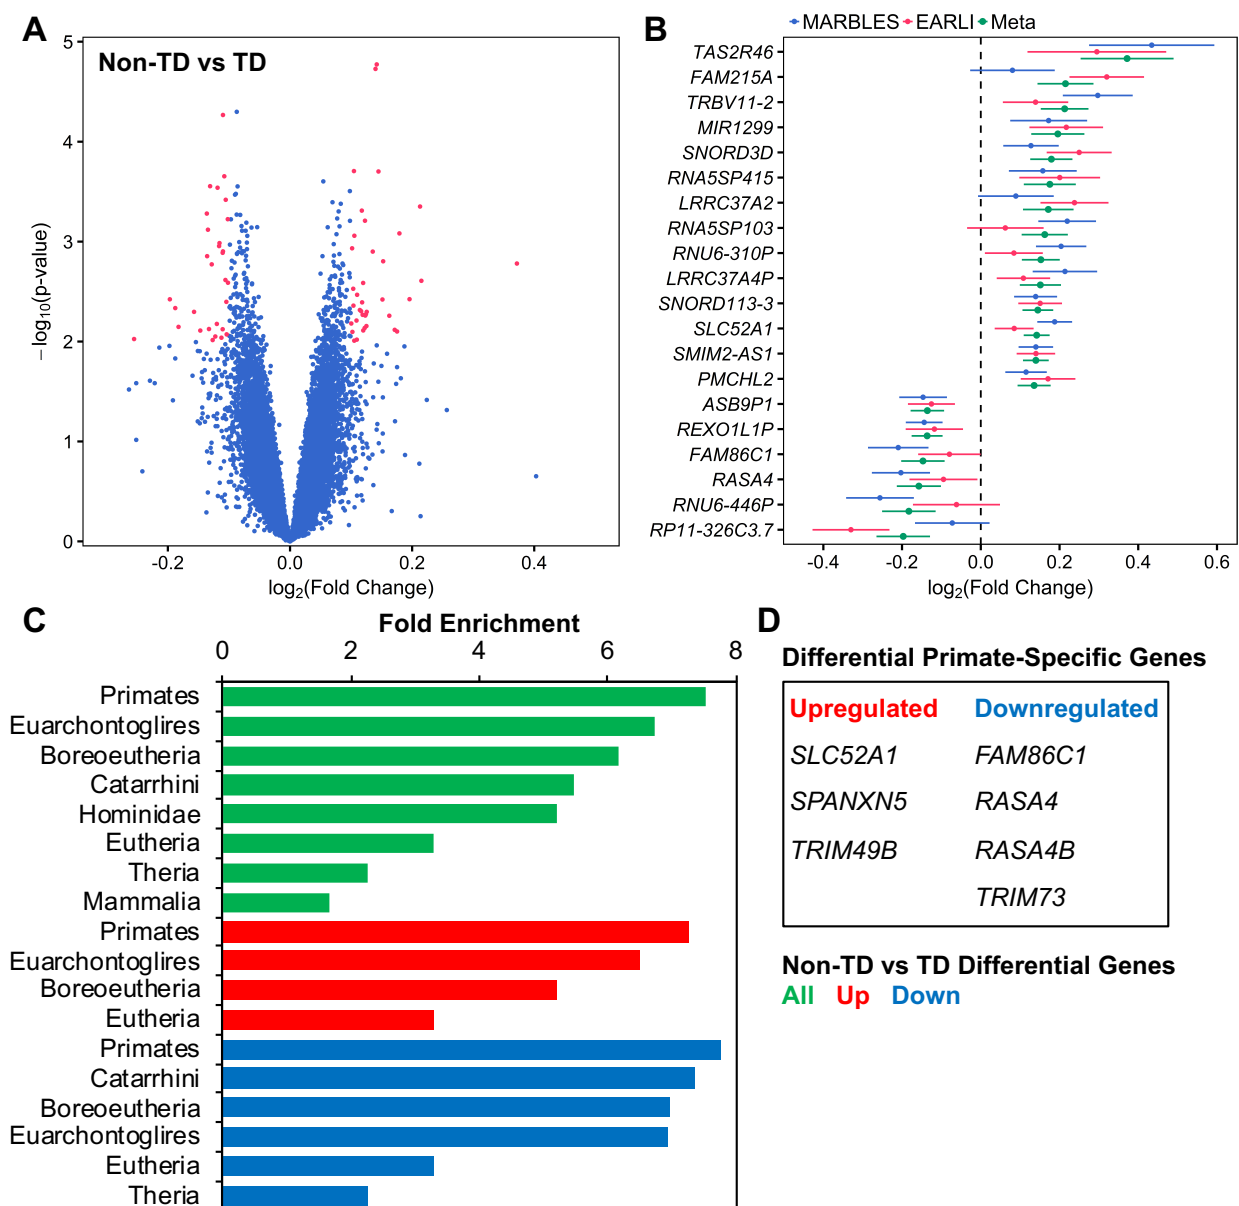 A
Non-TD vs TD
5
4
3
2
1
0
−log10(p-value)
-0.2
0.0
0.2
0.4
log2(Fold Change)
B
MARBLES EARLI Meta
TAS2R46
FAM215A
TRBV11-2
MIR1299
SNORD3D
RNA5SP415
LRRC37A2
RNA5SP103
RNU6-310P
LRRC37A4P
SNORD113-3
SLC52A1
SMIM2-AS1
PMCHL2
ASB9P1
REXO1L1P
FAM86C1
RASA4
RNU6-446P
RP11-326C3.7
-0.4
-0.2
0.0
0.2
0.4
0.6
log2(Fold Change)
C
Fold Enrichment
0
2
4
6
8
Primates
Euarchontoglires
Boreoeutheria
Catarrhini
Hominidae
Eutheria
Theria
Mammalia
Primates
Euarchontoglires
Boreoeutheria
Eutheria
Primates
Catarrhini
Boreoeutheria
Euarchontoglires
Eutheria
Theria
D
Differential Primate-Specific Genes
Upregulated Downregulated
SLC52A1 FAM86C1
SPANXN5 RASA4
TRIM49B RASA4B
TRIM73
Non-TD vs TD Differential Genes
All Up Down